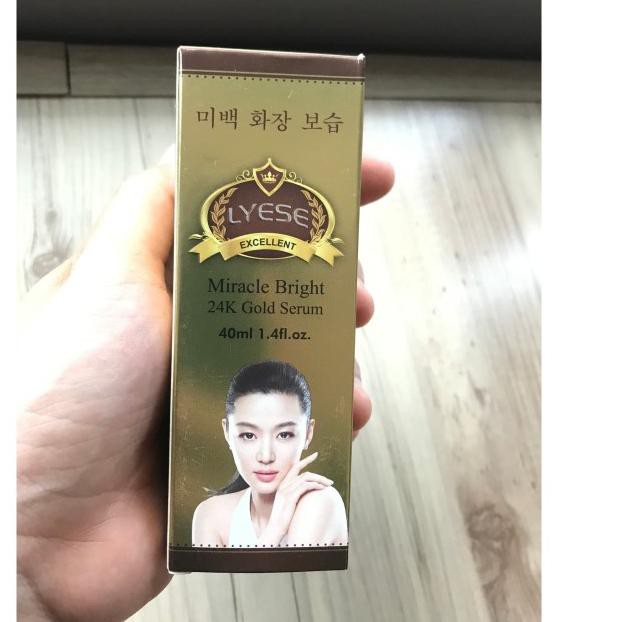 미백 화장 보습
LYESE
EXCELLENT
Miracle Bright
24K Gold Serum
40ml 1.4fl.oz.